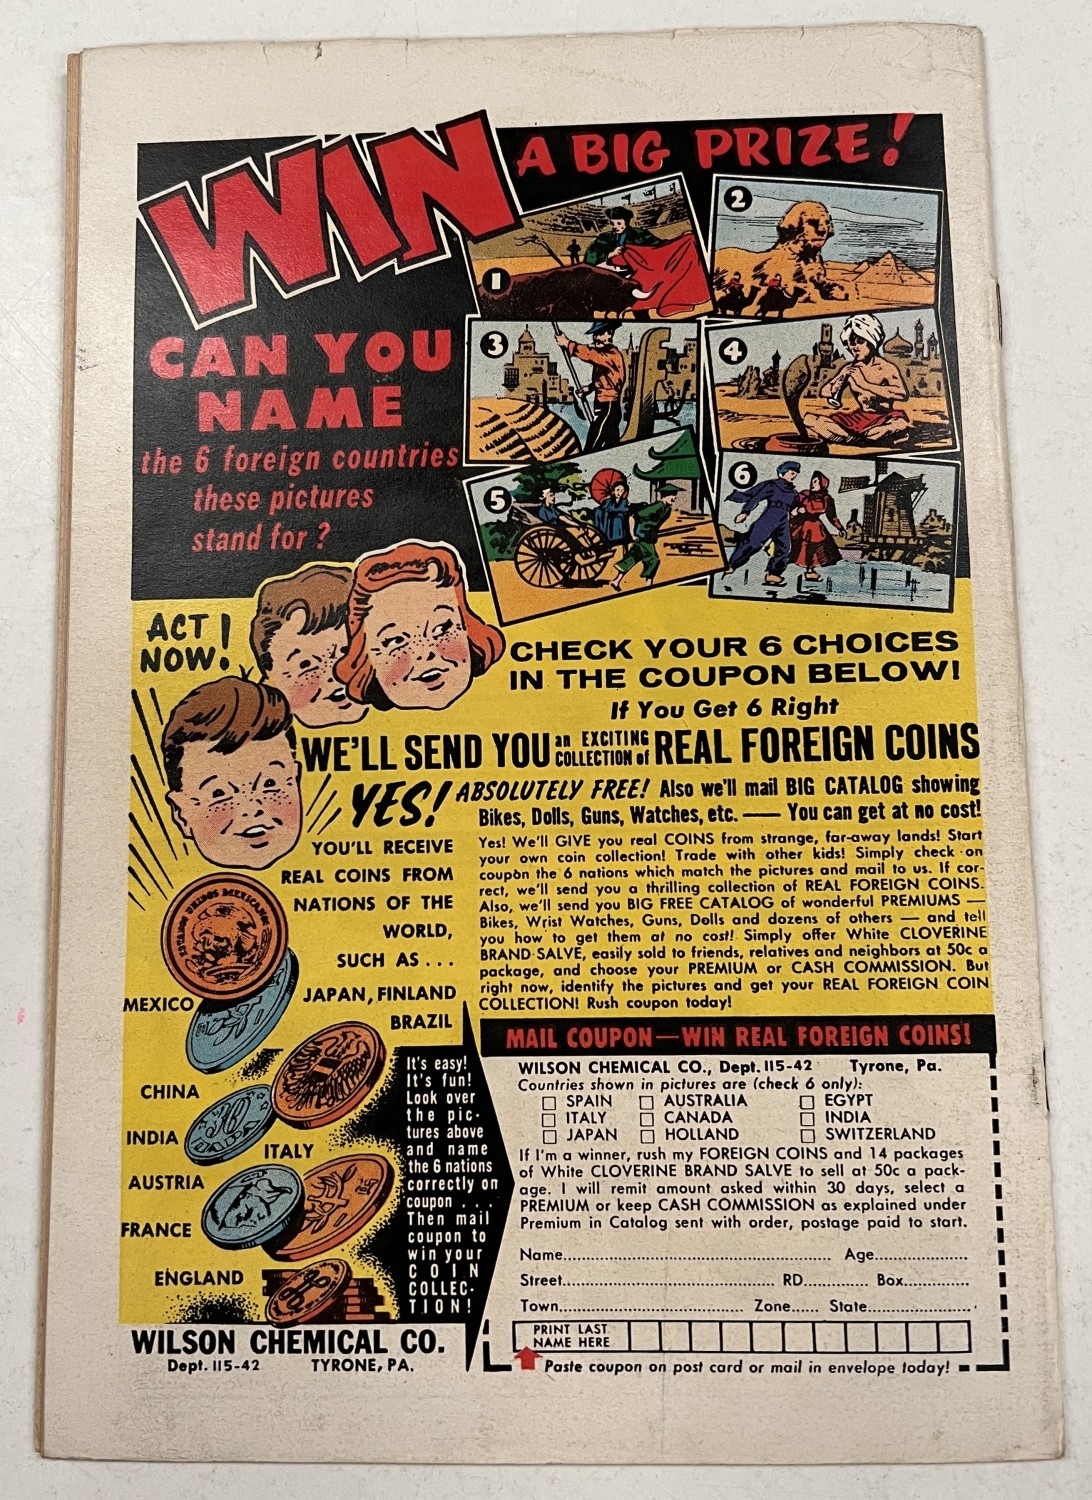 WIN
A BIG PRIZE!
1
2
3
4
5
6
CAN YOU
NAME
the 6 foreign countries
these pictures
stand for?
ACT
NOW!
CHECK YOUR 6 CHOICES
IN THE COUPON BELOW!
If You Get 6 Right
WE'LL SEND YOU an EXCITING COLLECTION of REAL FOREIGN COINS
YES! ABSOLUTELY FREE! Also we'll mail BIG CATALOG showing
Bikes, Dolls, Guns, Watches, etc. — You can get at no cost!
Yes! We'll GIVE you real COINS from strange, far-away lands! Start
your own coin collection! Trade with other kids! Simply check on
coupon the 6 nations which match the pictures and mail to us. If cor-
rect, we'll send you a thrilling collection of REAL FOREIGN COINS.
Also, we'll send you BIG FREE CATALOG of wonderful PREMIUMS —
Bikes, Wrist Watches, Guns, Dolls and dozens of others — and tell
you how to get them at no cost! Simply offer White CLOVERINE
BRAND SALVE, easily sold to friends, relatives and neighbors at 50c a
package, and choose your PREMIUM or CASH COMMISSION. But
right now, identify the pictures and get your REAL FOREIGN COIN
COLLECTION! Rush coupon today!
YOU'LL RECEIVE
REAL COINS FROM
NATIONS OF THE
WORLD,
SUCH AS...
JAPAN, FINLAND
BRAZIL
ESTADOS UNIDOS MEXICANOS
MEXICO
CHINA
INDIA
ITALY
AUSTRIA
FRANCE
ENGLAND
It's easy!
It's fun!
Look over
the pic-
tures above
and name
the 6 nations
correctly on
coupon...
Then mail
coupon to
win your
COIN
COLLEC-
TION!
WILSON CHEMICAL CO.
Dept. 115-42 TYRONE, PA.
MAIL COUPON—WIN REAL FOREIGN COINS!
WILSON CHEMICAL CO., Dept. 115-42 Tyrone, Pa.
Countries shown in pictures are (check 6 only):
SPAIN AUSTRALIA EGYPT
ITALY CANADA INDIA
JAPAN HOLLAND SWITZERLAND
If I'm a winner, rush my FOREIGN COINS and 14 packages
of White CLOVERINE BRAND SALVE to sell at 50c a pack-
age. I will remit amount asked within 30 days, select a
PREMIUM or keep CASH COMMISSION as explained under
Premium in Catalog sent with order, postage paid to start.
Name........ Age........
Street........ RD........ Box........
Town........ Zone...... State........
PRINT LAST
NAME HERE
Paste coupon on post card or mail in envelope today!